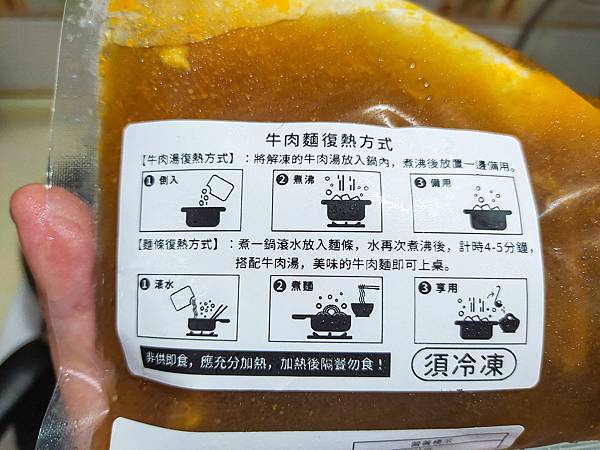 牛肉麵復熱方式
【牛肉湯復熱方式】：將解凍的牛肉湯放入鍋內，煮沸後放置一邊備用。
❶ 倒入 ❷ 煮沸 ❸ 備用
【麵條復熱方式】：煮一鍋滾水放入麵條，水再次煮沸後，計時4-5分鐘，
搭配牛肉湯，美味的牛肉麵即可上桌。
❶ 滾水 ❷ 煮麵 ❸ 享用
非供即食，應充分加熱，加熱後隔餐勿食！
須冷凍